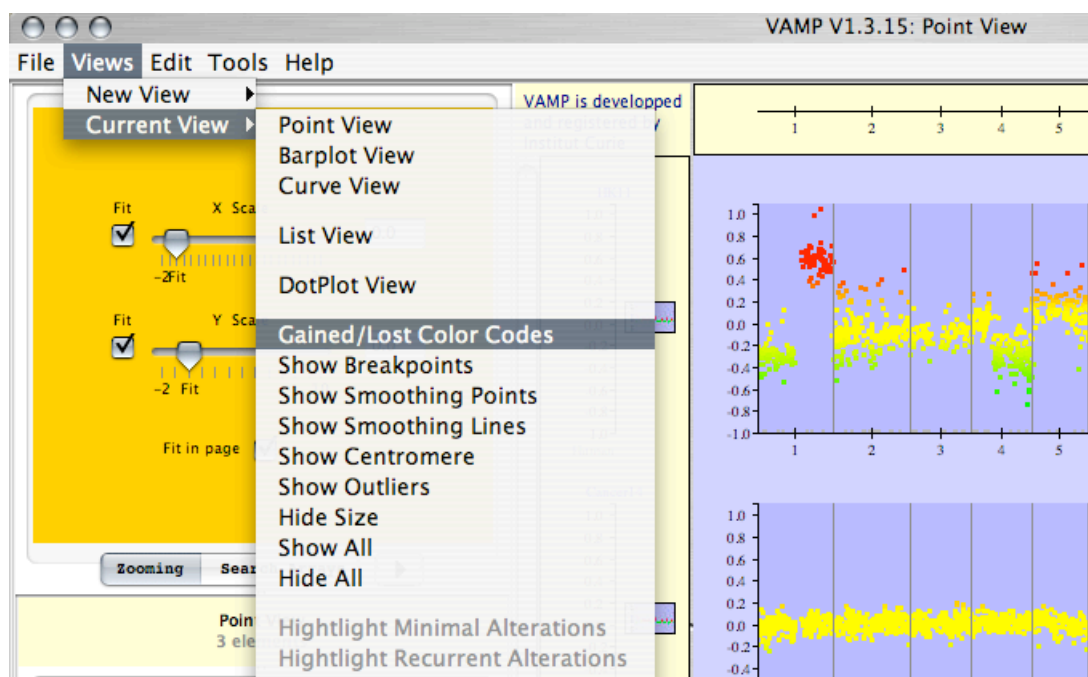 VAMP V1.3.15: Point View
File Views Edit Tools Help
New View
Current View
Point View
Barplot View
Curve View
List View
DotPlot View
Gained/Lost Color Codes
Show Breakpoints
Show Smoothing Points
Show Smoothing Lines
Show Centromere
Show Outliers
Hide Size
Show All
Hide All
Hightlight Minimal Alterations
Hightlight Recurrent Alterations
Fit X Sca
-2 Fit
Fit Y Sca
-2 Fit
Fit in page
Zooming Sear
Poin
3 ele
VAMP is developped
and registered by
Institut Curie
1 2 3 4 5
1.0
0.8
0.6
0.4
0.2
0.0
-0.2
-0.4
-0.6
-0.8
-1.0
1 2 3 4 5
1.0
0.8
0.6
0.4
0.2
0.0
-0.2
-0.4